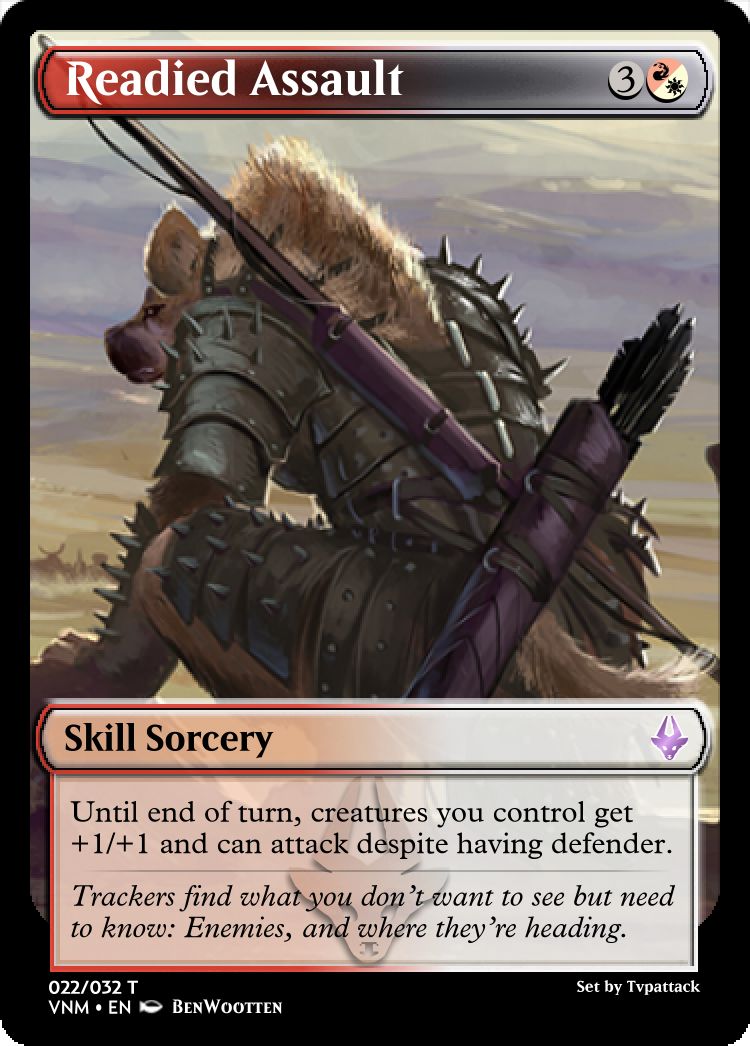 Readied Assault
3
Skill Sorcery
Until end of turn, creatures you control get
+1/+1 and can attack despite having defender.
Trackers find what you don't want to see but need
to know: Enemies, and where they're heading.
022/032 T
Set by Tvpattack
VNM • EN BenWootten